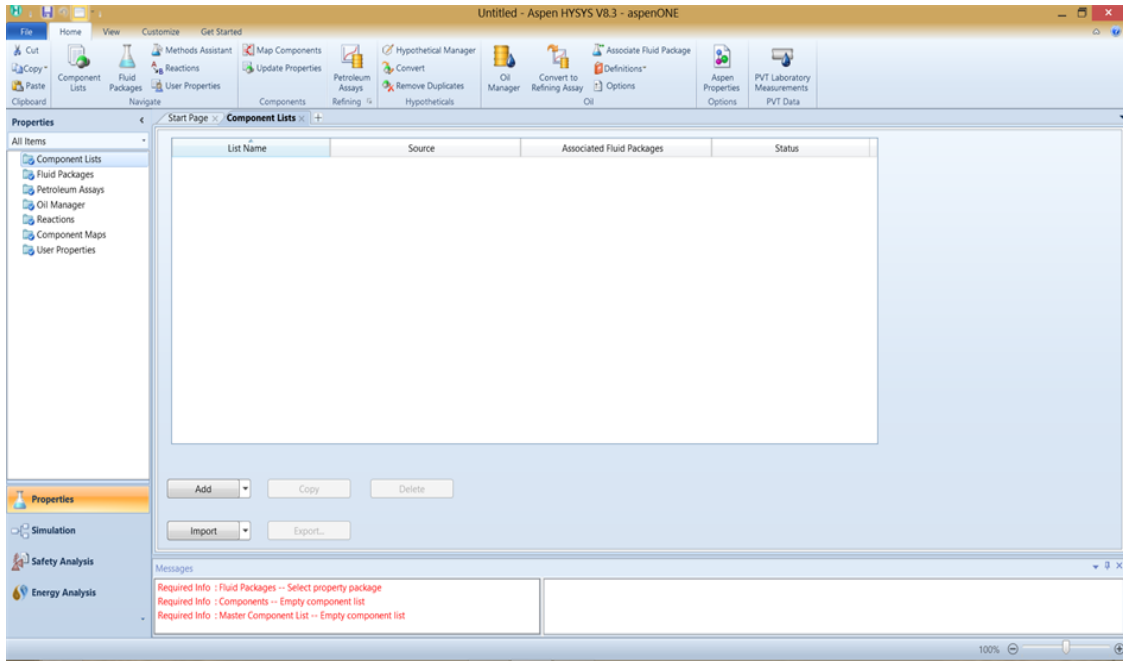 Untitled - Aspen HYSYS V8.3 - aspenONE
File Home View Customize Get Started
Cut
Copy
Paste
Clipboard
Component Lists
Fluid Packages
Methods Assistant
Reactions
User Properties
Navigate
Map Components
Update Properties
Components
Petroleum Assays
Refining
Hypothetical Manager
Convert
Remove Duplicates
Hypotheticals
Oil Manager
Convert to Refining Assay
Associate Fluid Package
Definitions
Options
Oil
Aspen Properties
Options
PVT Laboratory Measurements
PVT Data
Properties
All Items
Component Lists
Fluid Packages
Petroleum Assays
Oil Manager
Reactions
Component Maps
User Properties
Properties
Simulation
Safety Analysis
Energy Analysis
Start Page Component Lists
List Name Source Associated Fluid Packages Status
Add Copy Delete
Import Export...
Messages
Required Info : Fluid Packages -- Select property package
Required Info : Components -- Empty component list
Required Info : Master Component List -- Empty component list
100%